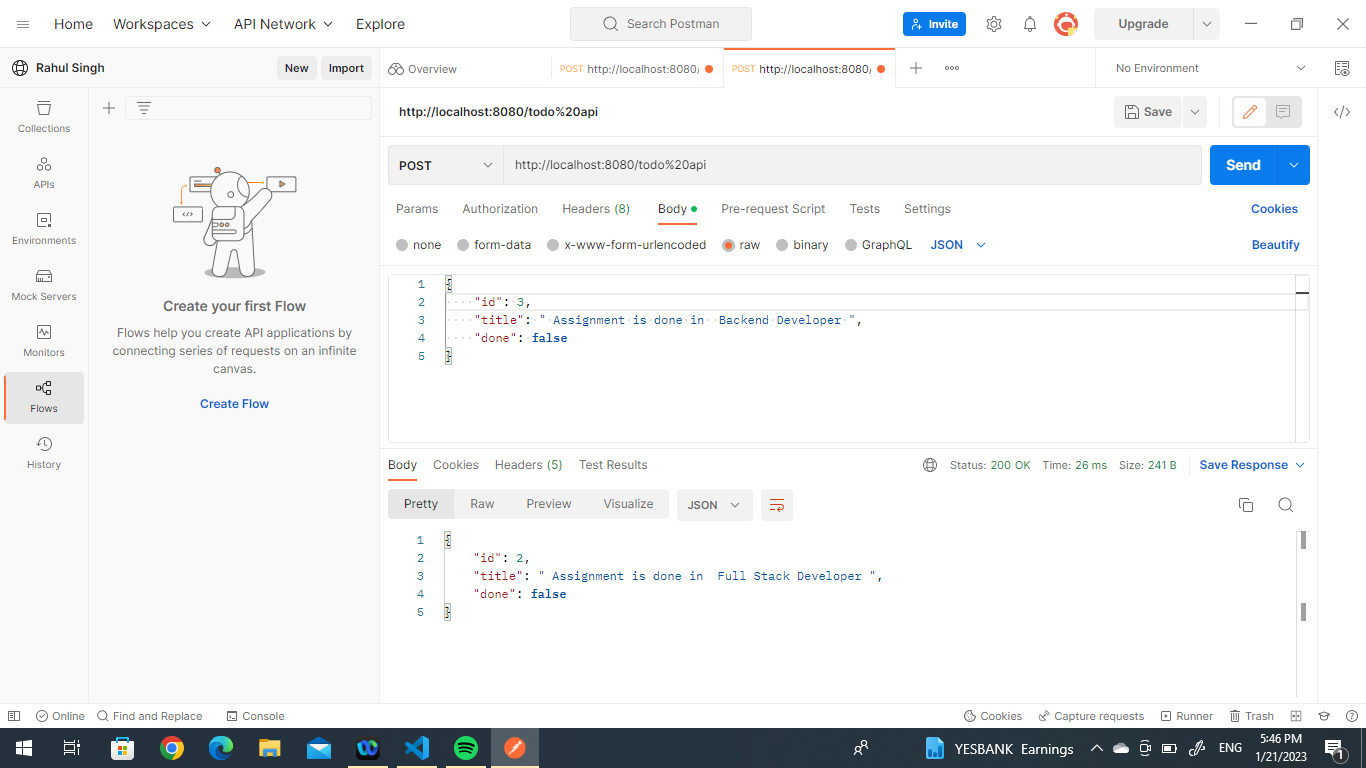 Home Workspaces API Network Explore Search Postman Invite Upgrade
Rahul Singh New Import Overview POST http://localhost:8080/ POST http://localhost:8080/ No Environment
Collections
APIs
Environments
Mock Servers
Monitors
Flows
History
Create your first Flow
Flows help you create API applications by
connecting series of requests on an infinite
canvas.
Create Flow
http://localhost:8080/todo%20api Save
POST http://localhost:8080/todo%20api Send
Params Authorization Headers (8) Body Pre-request Script Tests Settings Cookies
none form-data x-www-form-urlencoded raw binary GraphQL JSON Beautify
1 {
2 "id": 3,
3 "title": " Assignment is done in  Backend Developer ",
4 "done": false
5 }
Body Cookies Headers (5) Test Results Status: 200 OK Time: 26 ms Size: 241 B Save Response
Pretty Raw Preview Visualize JSON
1 {
2 "id": 2,
3 "title": " Assignment is done in  Full Stack Developer ",
4 "done": false
5 }
Online Find and Replace Console Cookies Capture requests Runner Trash
YESBANK Earnings ENG 5:46 PM
1/21/2023
1